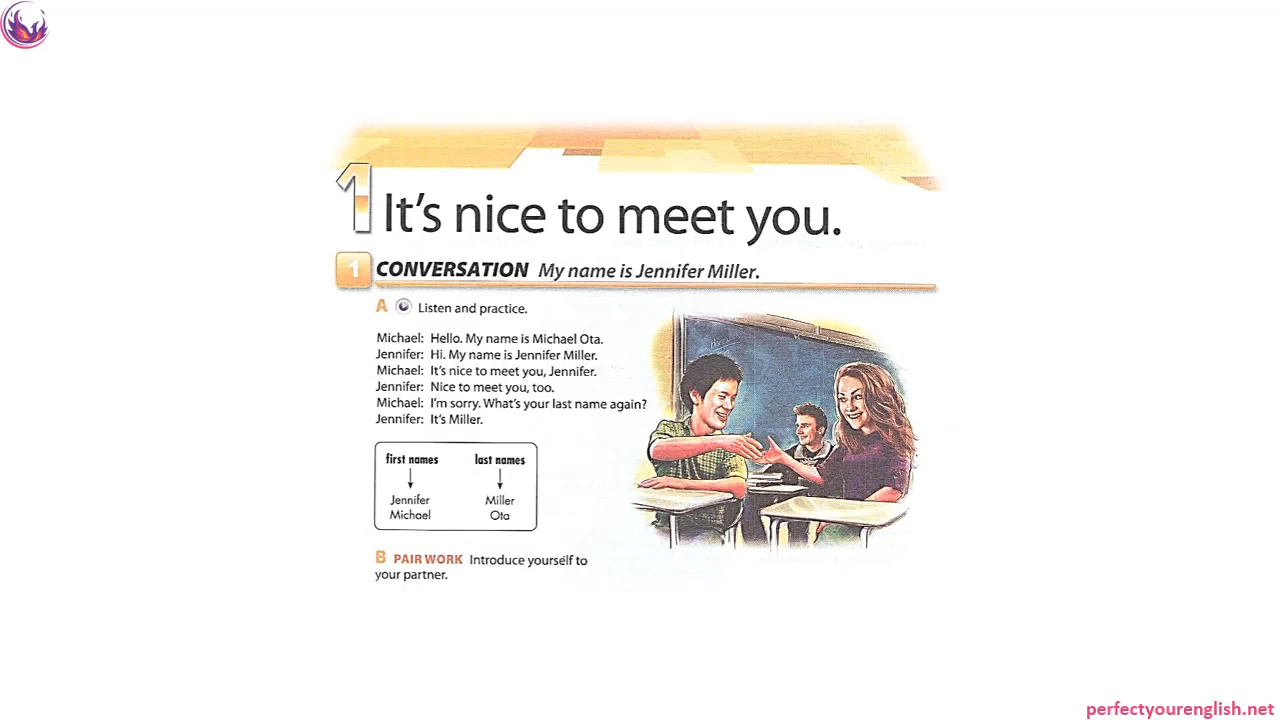 1 It's nice to meet you.
1 CONVERSATION My name is Jennifer Miller.
A Listen and practice.
Michael: Hello. My name is Michael Ota.
Jennifer: Hi. My name is Jennifer Miller.
Michael: It's nice to meet you, Jennifer.
Jennifer: Nice to meet you, too.
Michael: I'm sorry. What's your last name again?
Jennifer: It's Miller.
first names last names
Jennifer Miller
Michael Ota
B PAIR WORK Introduce yourself to
your partner.
perfectyourenglish.net